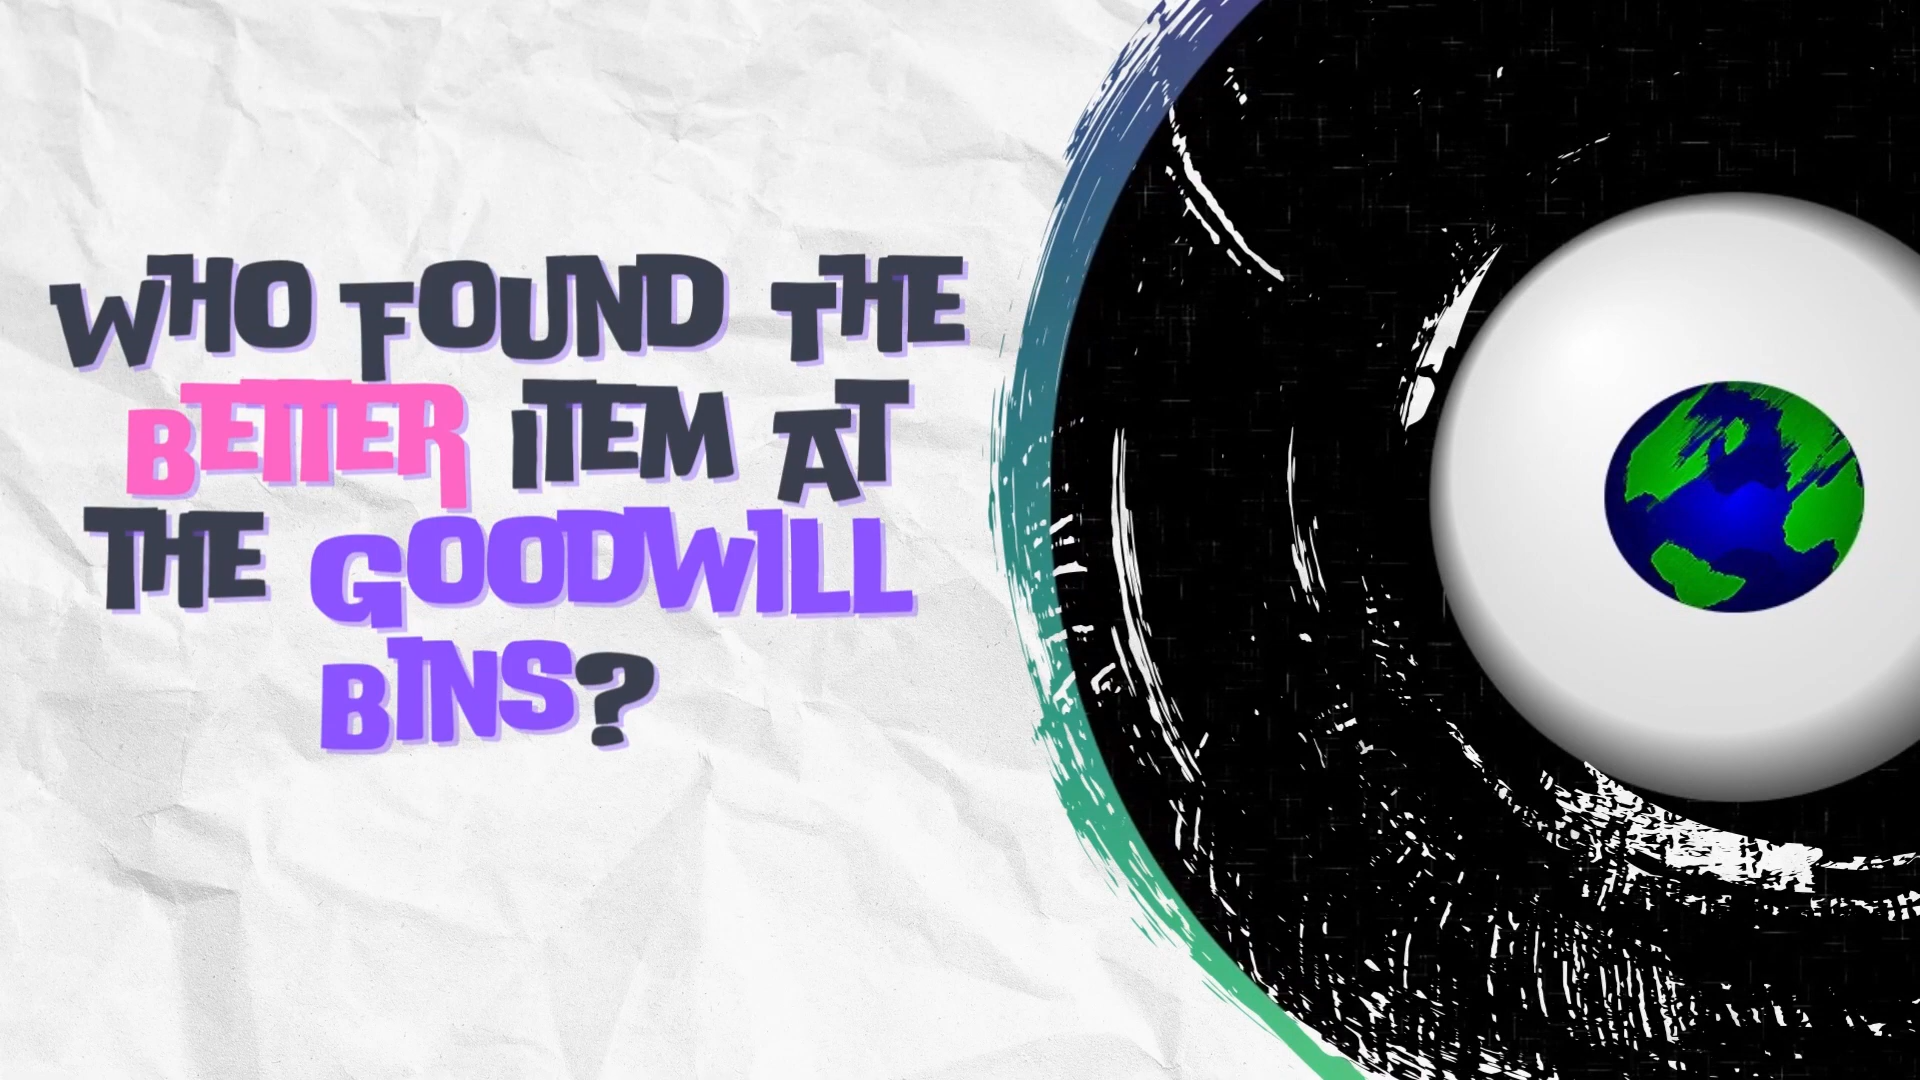 WHO FOUND THE
BETTER ITEM AT
THE GOODWILL
BINS?